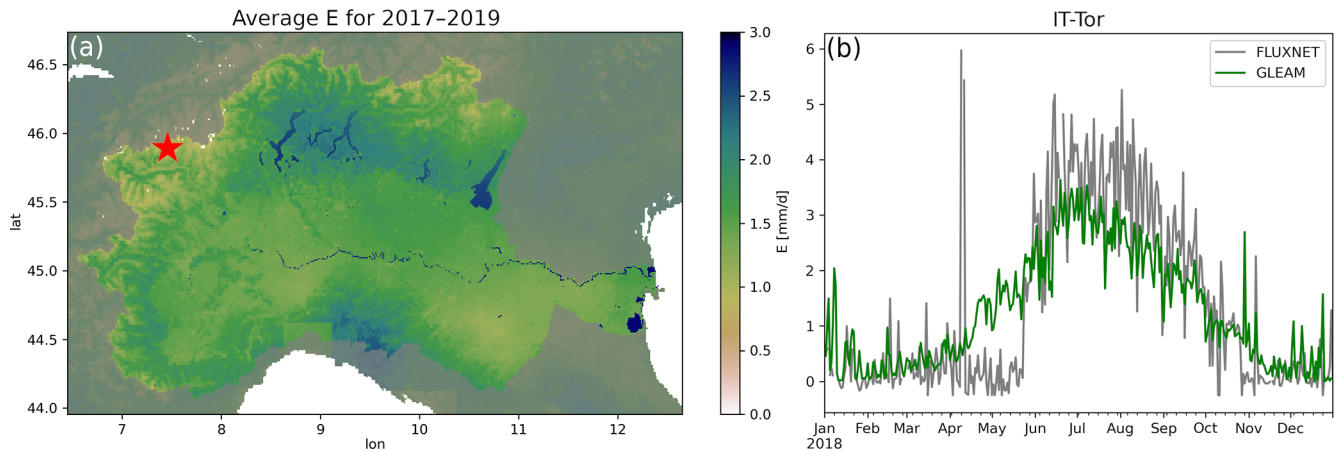 Average E for 2017–2019
(a)
46.5
46.0
45.5
45.0
44.5
44.0
lat
7
8
9
10
11
12
lon
3.0
2.5
2.0
1.5
1.0
0.5
0.0
E [mm/d]
IT-Tor
(b)
FLUXNET
GLEAM
6
5
4
3
2
1
0
Jan Feb Mar Apr May Jun Jul Aug Sep Oct Nov Dec
2018